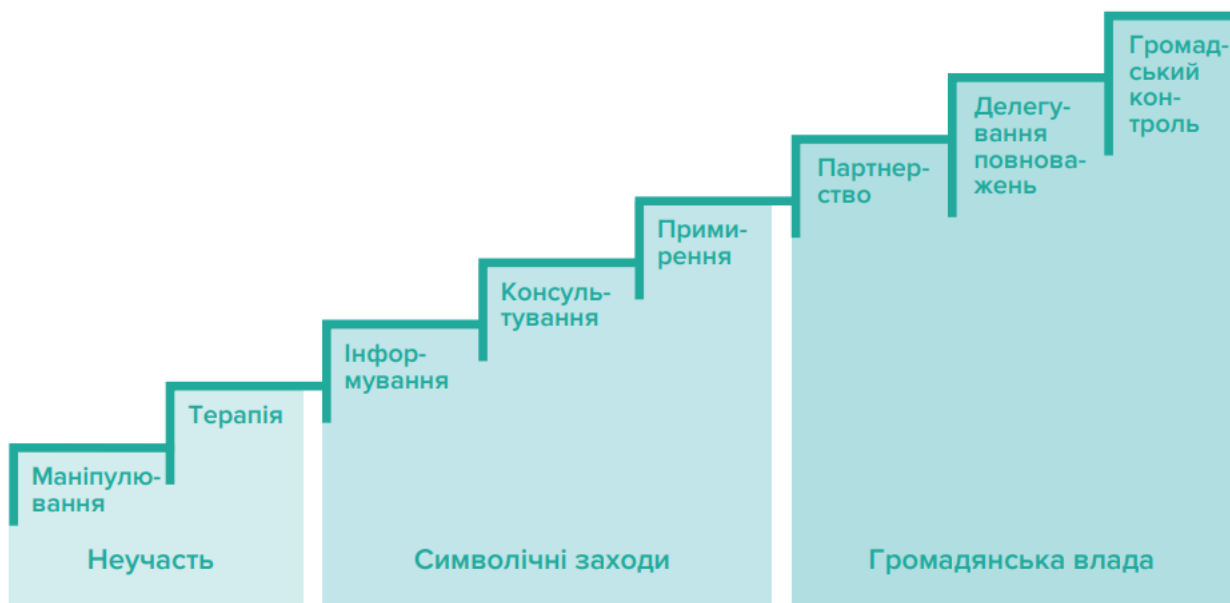 Маніпулю-
вання
Терапія
Інфор-
мування
Консуль-
тування
Прими-
рення
Партнер-
ство
Делегу-
вання
повнова-
жень
Громад-
ський
кон-
троль
Неучасть
Символічні заходи
Громадянська влада